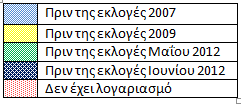 Πριν της εκλογές 2007
Πριν της εκλογές 2009
Πριν της εκλογές Μαΐου 2012
Πριν της εκλογές Ιουνίου 2012
Δεν έχει λογαριασμό